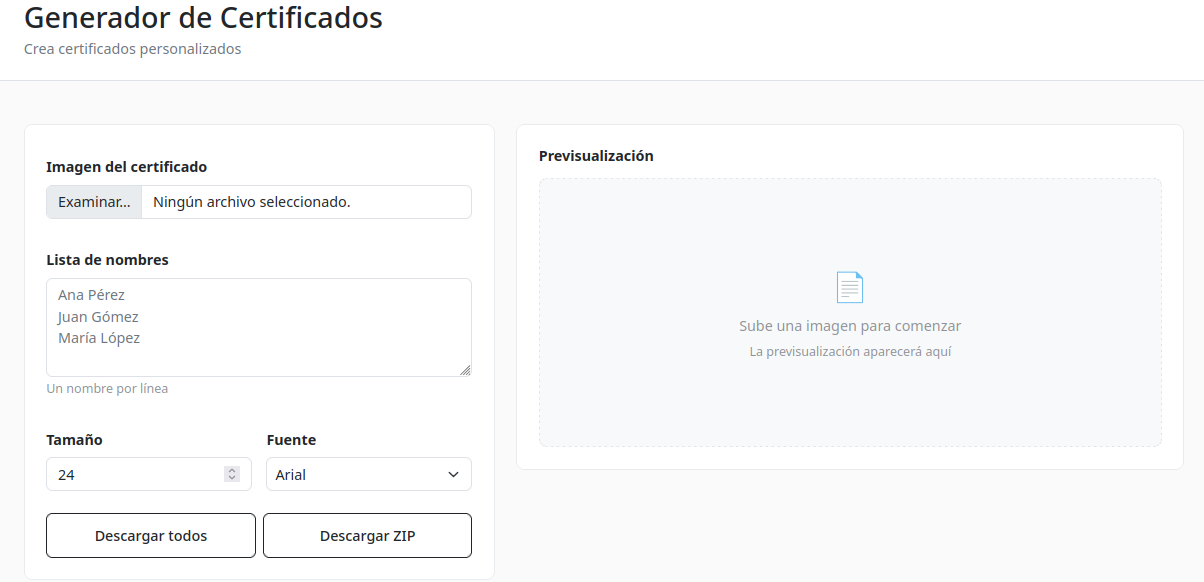 Generador de Certificados
Crea certificados personalizados
Imagen del certificado
Examinar... Ningún archivo seleccionado.
Lista de nombres
Ana Pérez
Juan Gómez
María López
Un nombre por línea
Tamaño Fuente
24 Arial
Descargar todos Descargar ZIP
Previsualización
Sube una imagen para comenzar
La previsualización aparecerá aquí